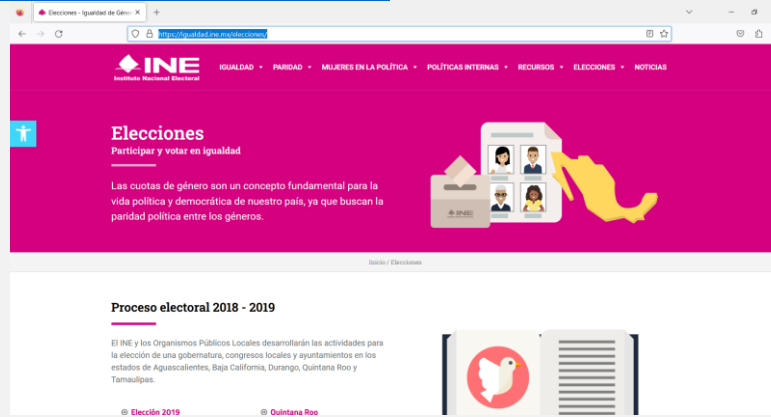 Elecciones - Igualdad de Géner
https://igualdad.ine.mx/elecciones/
INE
Instituto Nacional Electoral
IGUALDAD PARIDAD MUJERES EN LA POLÍTICA POLÍTICAS INTERNAS RECURSOS ELECCIONES NOTICIAS
Elecciones
Participar y votar en igualdad
Las cuotas de género son un concepto fundamental para la
vida política y democrática de nuestro país, ya que buscan la
paridad política entre los géneros.
INE
Inicio / Elecciones
Proceso electoral 2018 - 2019
El INE y los Organismos Públicos Locales desarrollarán las actividades para
la elección de una gobernatura, congresos locales y ayuntamientos en los
estados de Aguascalientes, Baja California, Durango, Quintana Roo y
Tamaulipas.
Elección 2019 Quintana Roo